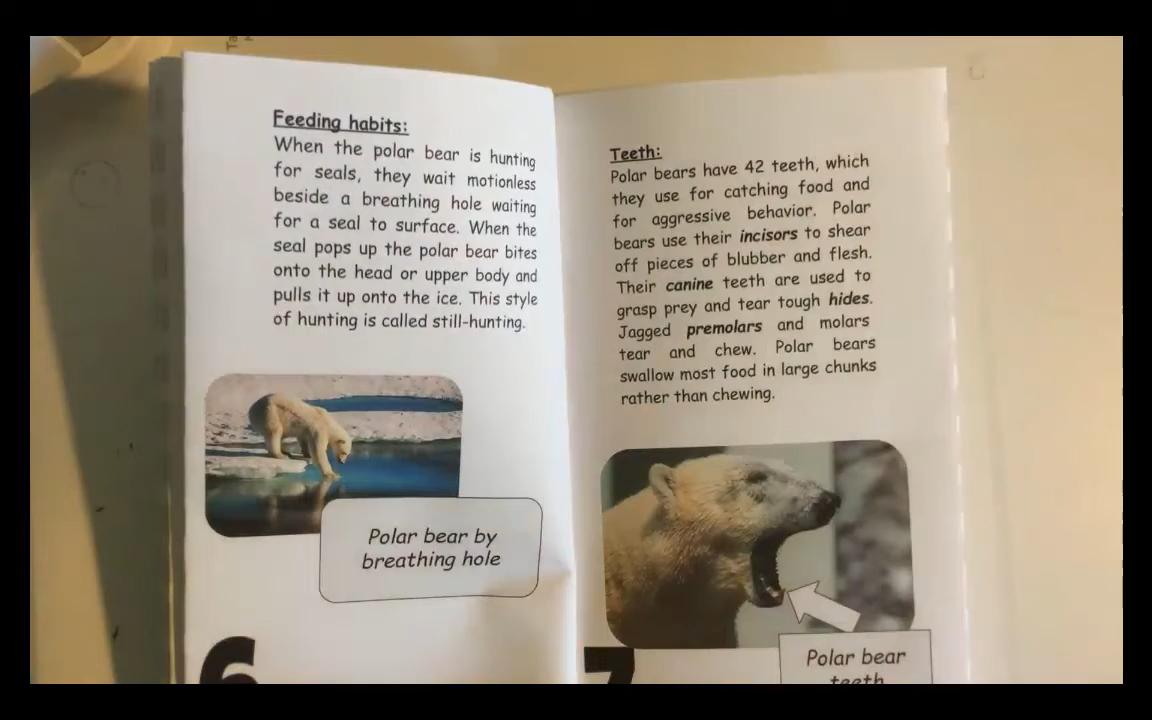 Feeding habits:
When the polar bear is hunting
for seals, they wait motionless
beside a breathing hole waiting
for a seal to surface. When the
seal pops up the polar bear bites
onto the head or upper body and
pulls it up onto the ice. This style
of hunting is called still-hunting.
Polar bear by
breathing hole
6
Teeth:
Polar bears have 42 teeth, which
they use for catching food and
for aggressive behavior. Polar
bears use their incisors to shear
off pieces of blubber and flesh.
Their canine teeth are used to
grasp prey and tear tough hides.
Jagged premolars and molars
tear and chew. Polar bears
swallow most food in large chunks
rather than chewing.
Polar bear
teeth
7